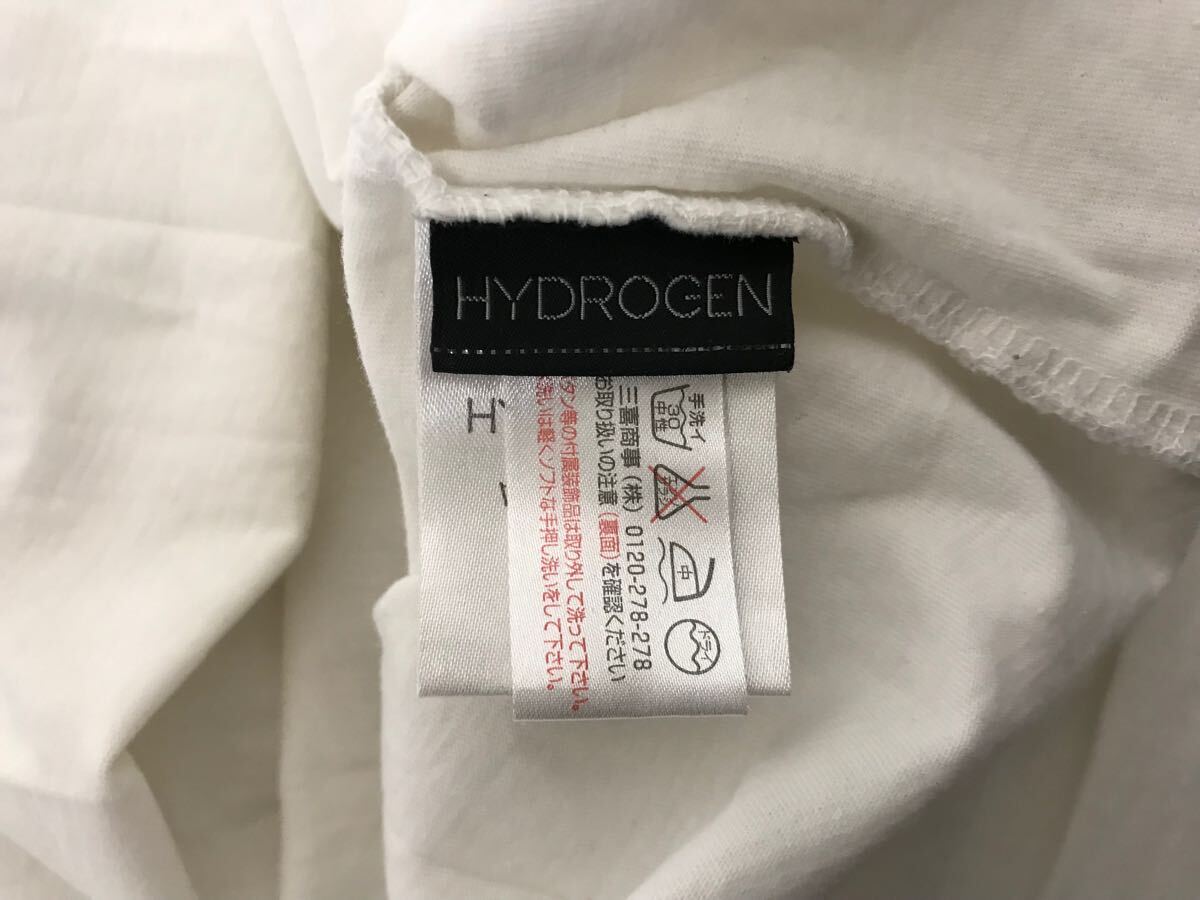 HYDROGEN
手洗イ
30
中性
中
ドライ
三喜商事(株) 0120-278-278
お取り扱いの注意(裏面)を確認ください
タン等の付属装飾品は取り外して洗って下さい。
洗いは軽くソフトな手押し洗いをして下さい。